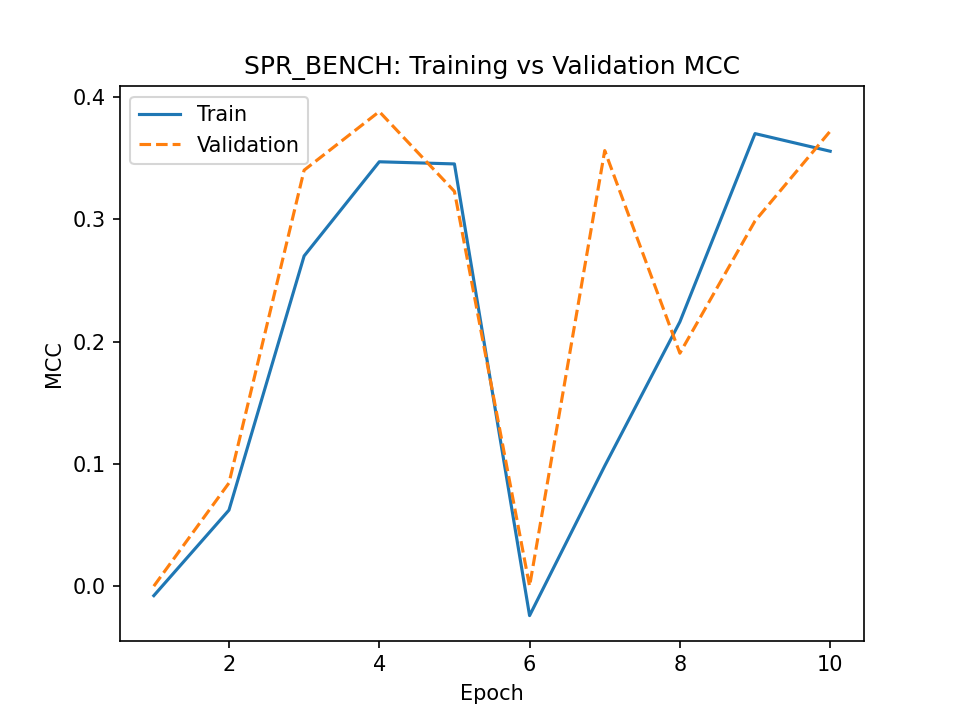 SPR_BENCH: Training vs Validation MCC
Train
Validation
MCC
0.4
0.3
0.2
0.1
0.0
2 4 6 8 10
Epoch